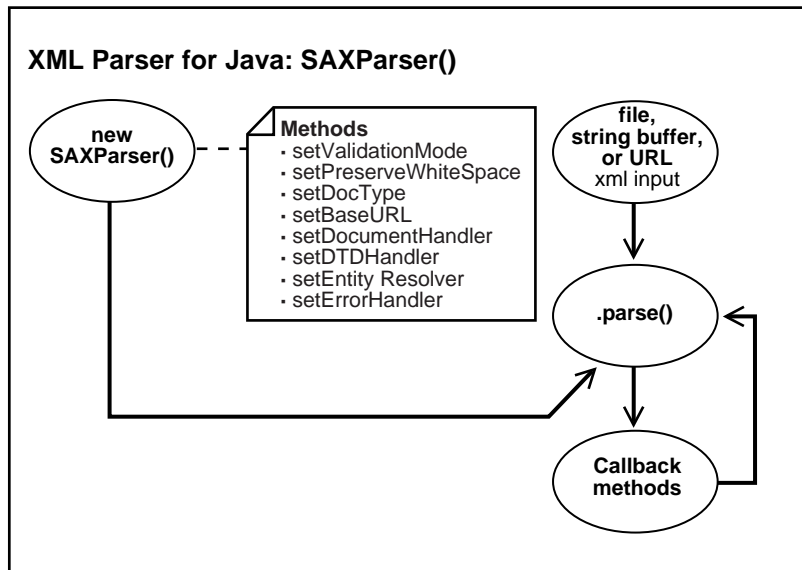 XML Parser for Java: SAXParser()
new
SAXParser()
Methods
· setValidationMode
· setPreserveWhiteSpace
· setDocType
· setBaseURL
· setDocumentHandler
· setDTDHandler
· setEntity Resolver
· setErrorHandler
file,
string buffer,
or URL
xml input
.parse()
Callback
methods